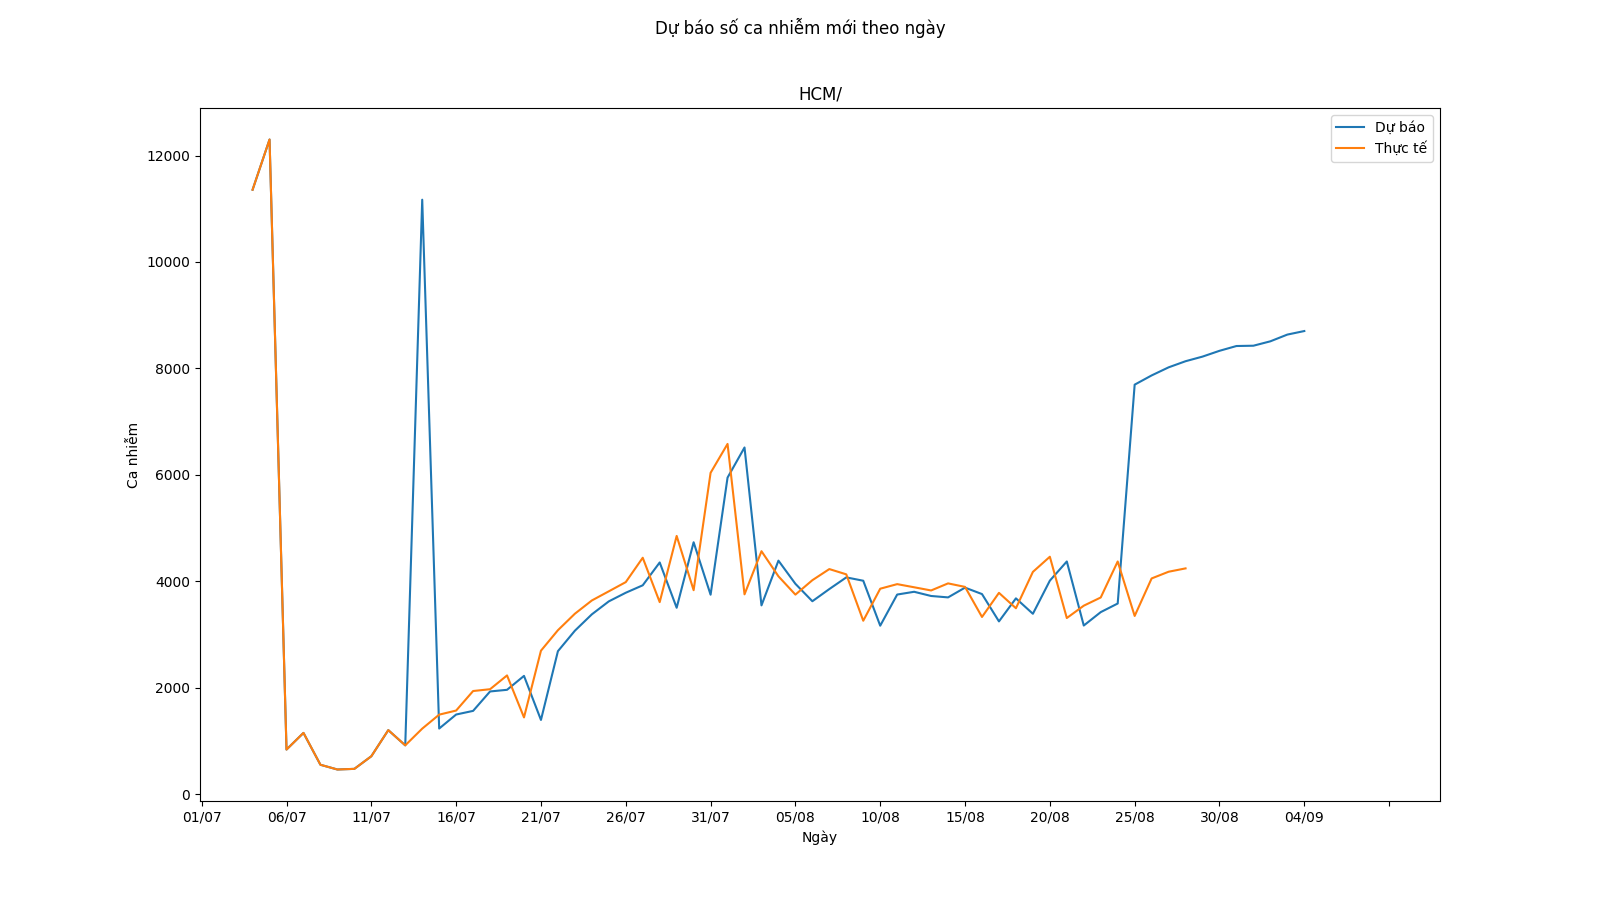 Dự báo số ca nhiễm mới theo ngày
HCM/
Dự báo
Thực tế
12000
10000
8000
6000
4000
2000
0
Ca nhiễm
01/07 06/07 11/07 16/07 21/07 26/07 31/07 05/08 10/08 15/08 20/08 25/08 30/08 04/09
Ngày